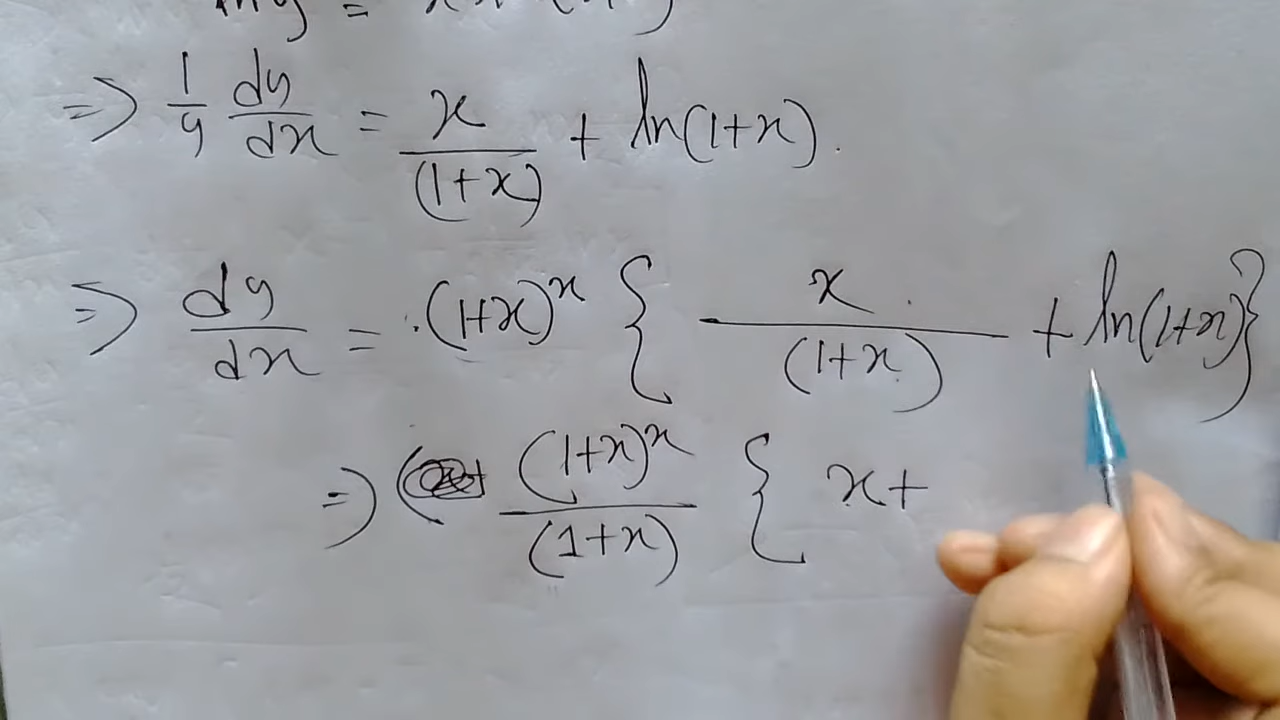 => 1/y dy/dx = x/(1+x) + ln(1+x).
=> dy/dx = (1+x)^x { x/(1+x) + ln(1+x) }
=> (1+x)^x/(1+x) { x+